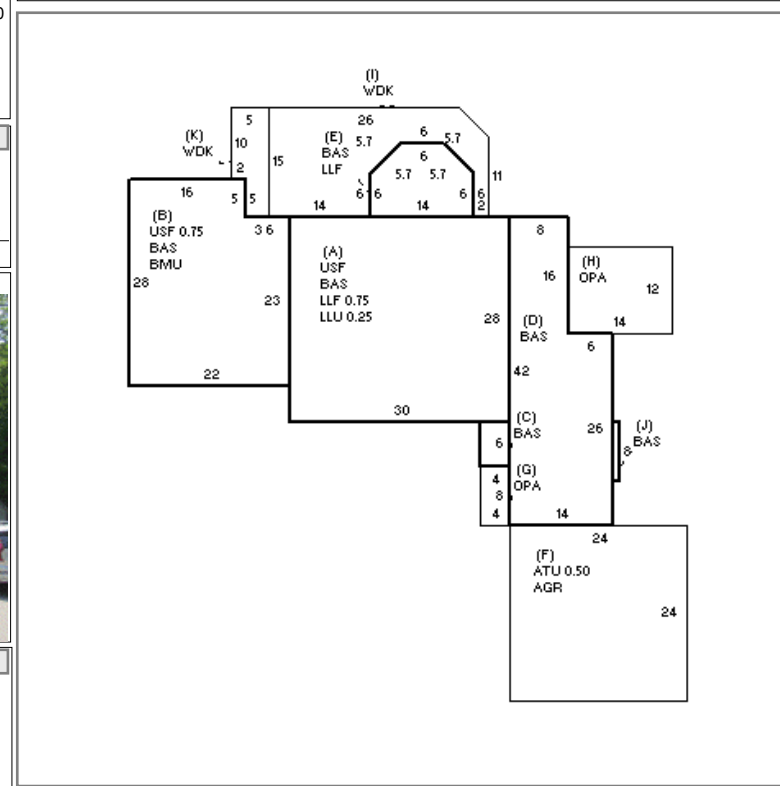 0
(I)
WDK
5
26
6
5.7
(K)
WDK
10
(E)
BAS
LLF
5.7
6
15
2
5.7
5.7
11
16
5
5
14
6
6
14
6
6
2
(B)
USF 0.75
BAS
BMU
3 6
8
(A)
USF
BAS
LLF 0.75
LLU 0.25
16
(H)
OPA
12
28
23
28
14
(D)
BAS
6
22
42
30
(C)
BAS
26
(J)
BAS
6
8
(G)
OPA
4
8
4
14
24
(F)
ATU 0.50
AGR
24